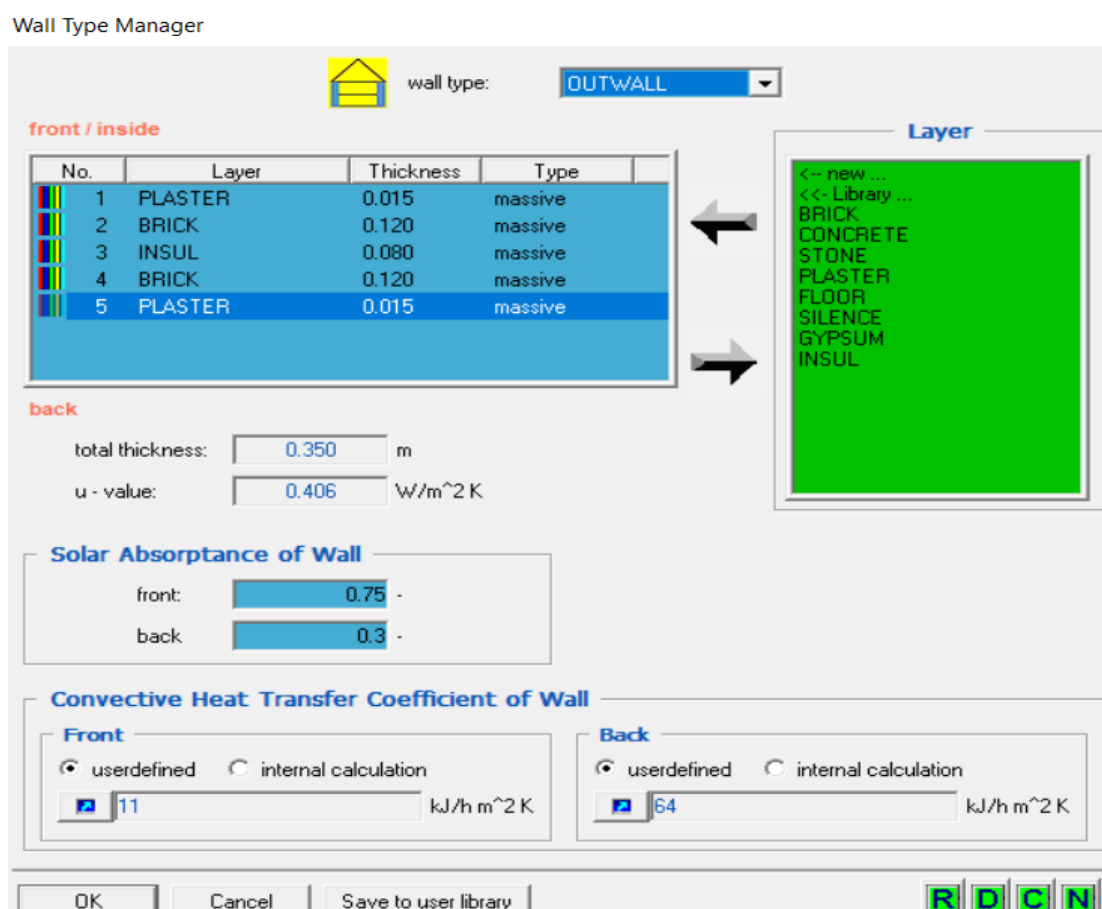 Wall Type Manager
wall type: OUTWALL
front / inside
No. Layer Thickness Type
1 PLASTER 0.015 massive
2 BRICK 0.120 massive
3 INSUL 0.080 massive
4 BRICK 0.120 massive
5 PLASTER 0.015 massive
back
total thickness: 0.350 m
u - value: 0.406 W/m^2 K
Layer
<-- new ...
<<- Library ...
BRICK
CONCRETE
STONE
PLASTER
FLOOR
SILENCE
GYPSUM
INSUL
Solar Absorptance of Wall
front: 0.75 -
back 0.3 -
Convective Heat Transfer Coefficient of Wall
Front
userdefined internal calculation
11 kJ/h m^2 K
Back
userdefined internal calculation
64 kJ/h m^2 K
OK Cancel Save to user library R D C N